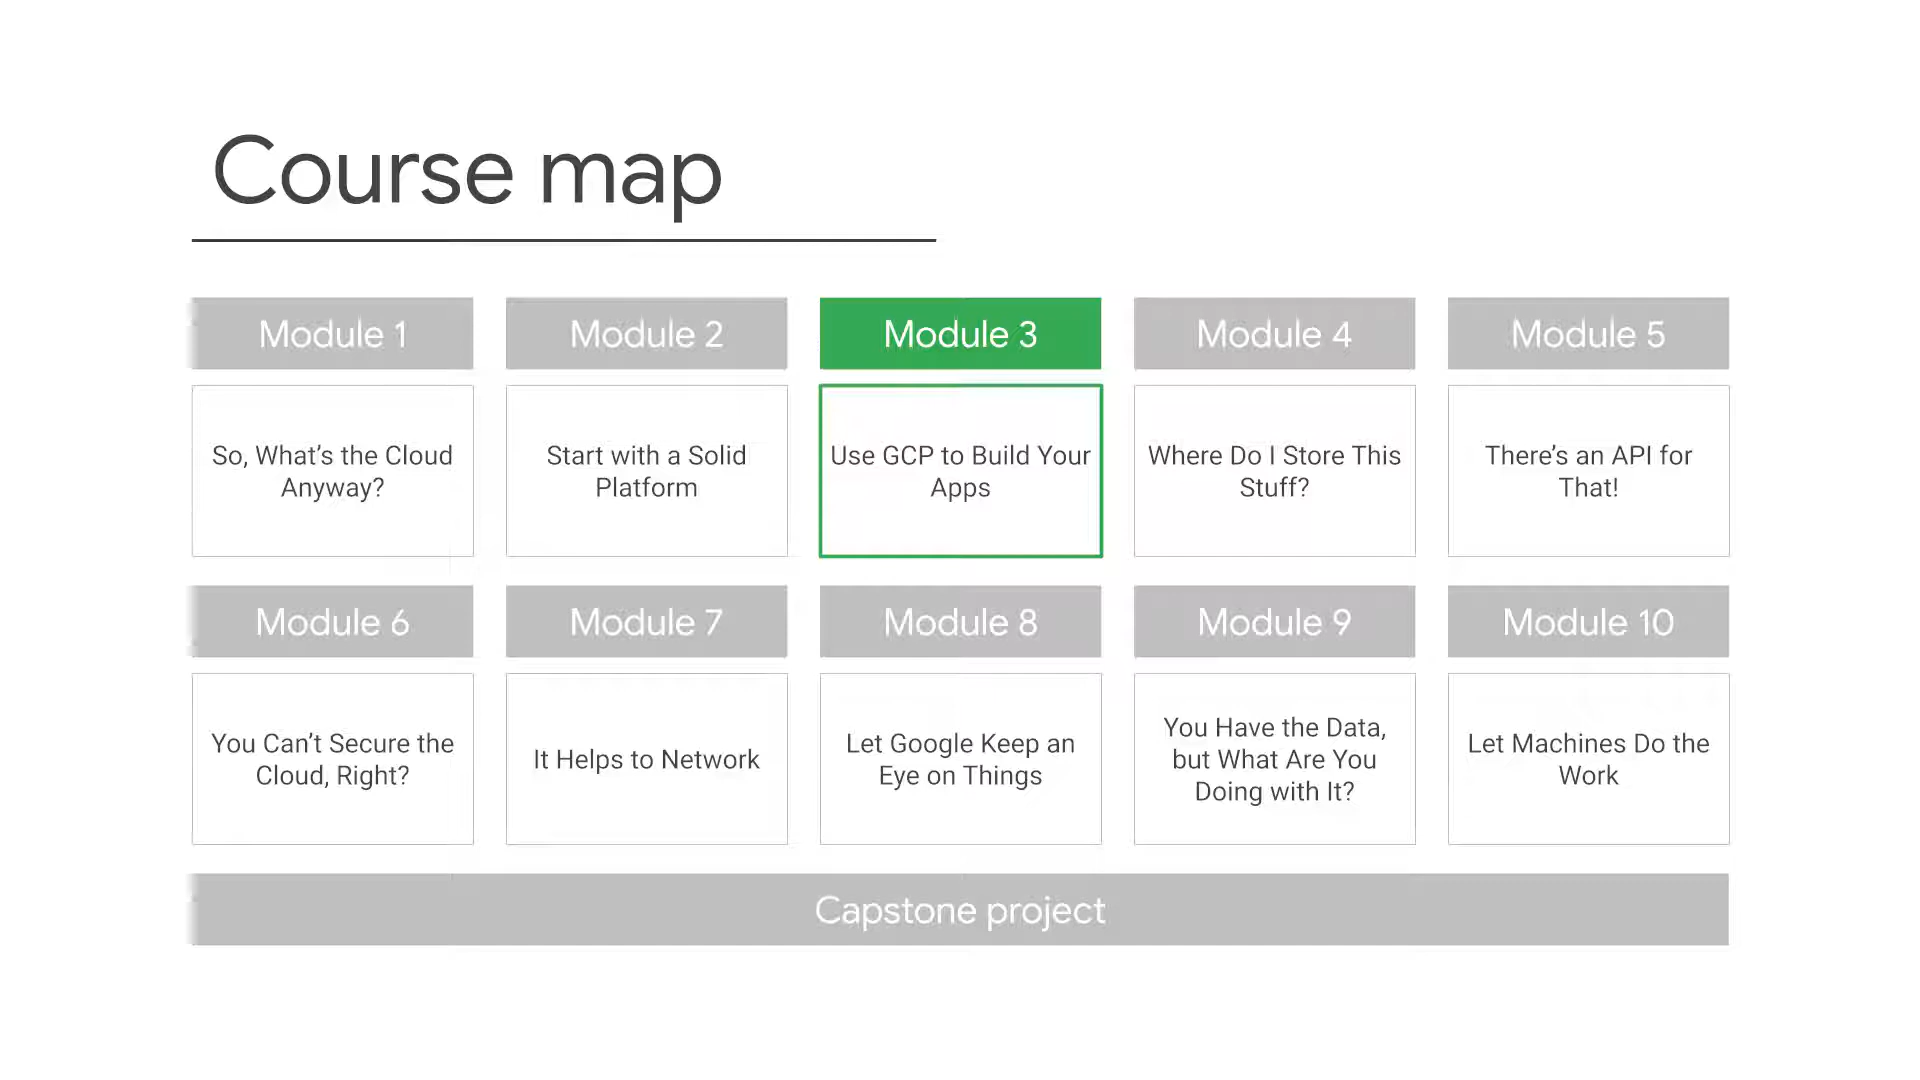 Course map
Module 1
Module 2
Module 3
Module 4
Module 5
So, What’s the Cloud
Anyway?
Start with a Solid
Platform
Use GCP to Build Your
Apps
Where Do I Store This
Stuff?
There’s an API for
That!
Module 6
Module 7
Module 8
Module 9
Module 10
You Can’t Secure the
Cloud, Right?
It Helps to Network
Let Google Keep an
Eye on Things
You Have the Data,
but What Are You
Doing with It?
Let Machines Do the
Work
Capstone project